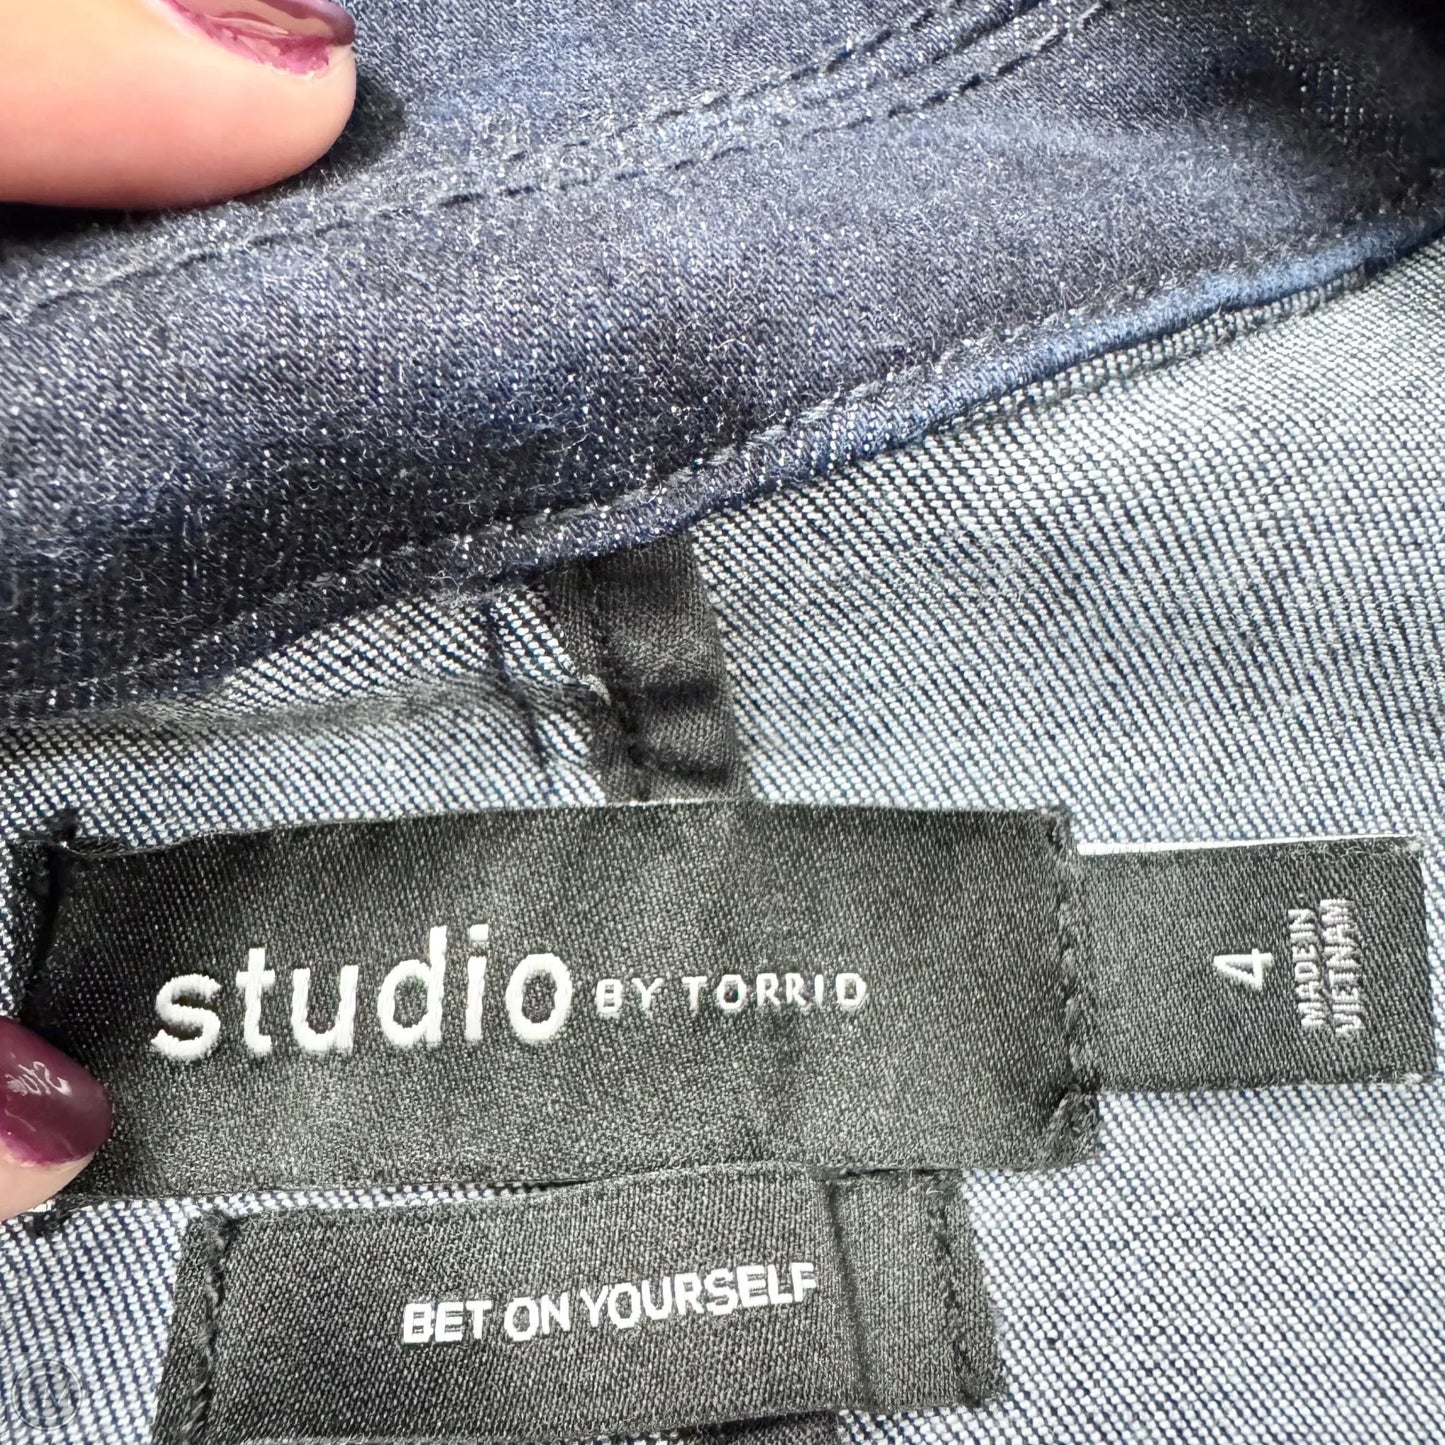 studio BY TORRID
4
MADE IN
VIETNAM
BET ON YOURSELF